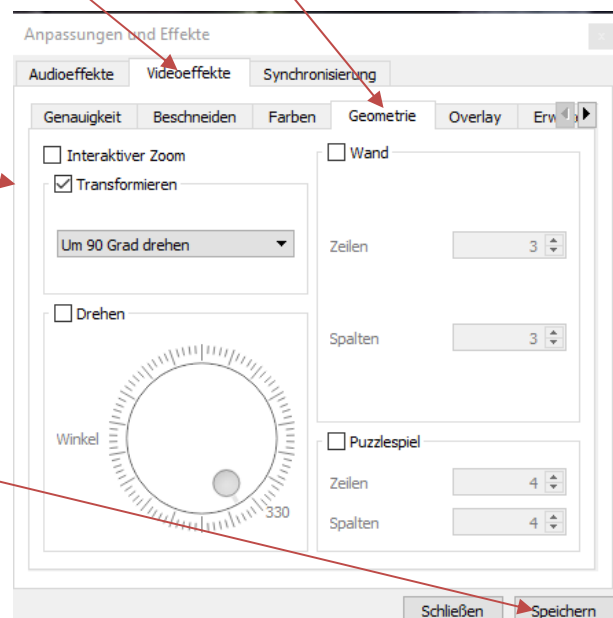 Anpassungen und Effekte
Audioeffekte Videoeffekte Synchronisierung
Genauigkeit Beschneiden Farben Geometrie Overlay
Interaktiver Zoom
Transformieren
Um 90 Grad drehen
Drehen
Winkel
330
Wand
Zeilen 3
Spalten 3
Puzzlespiel
Zeilen 4
Spalten 4
Schließen Speichern